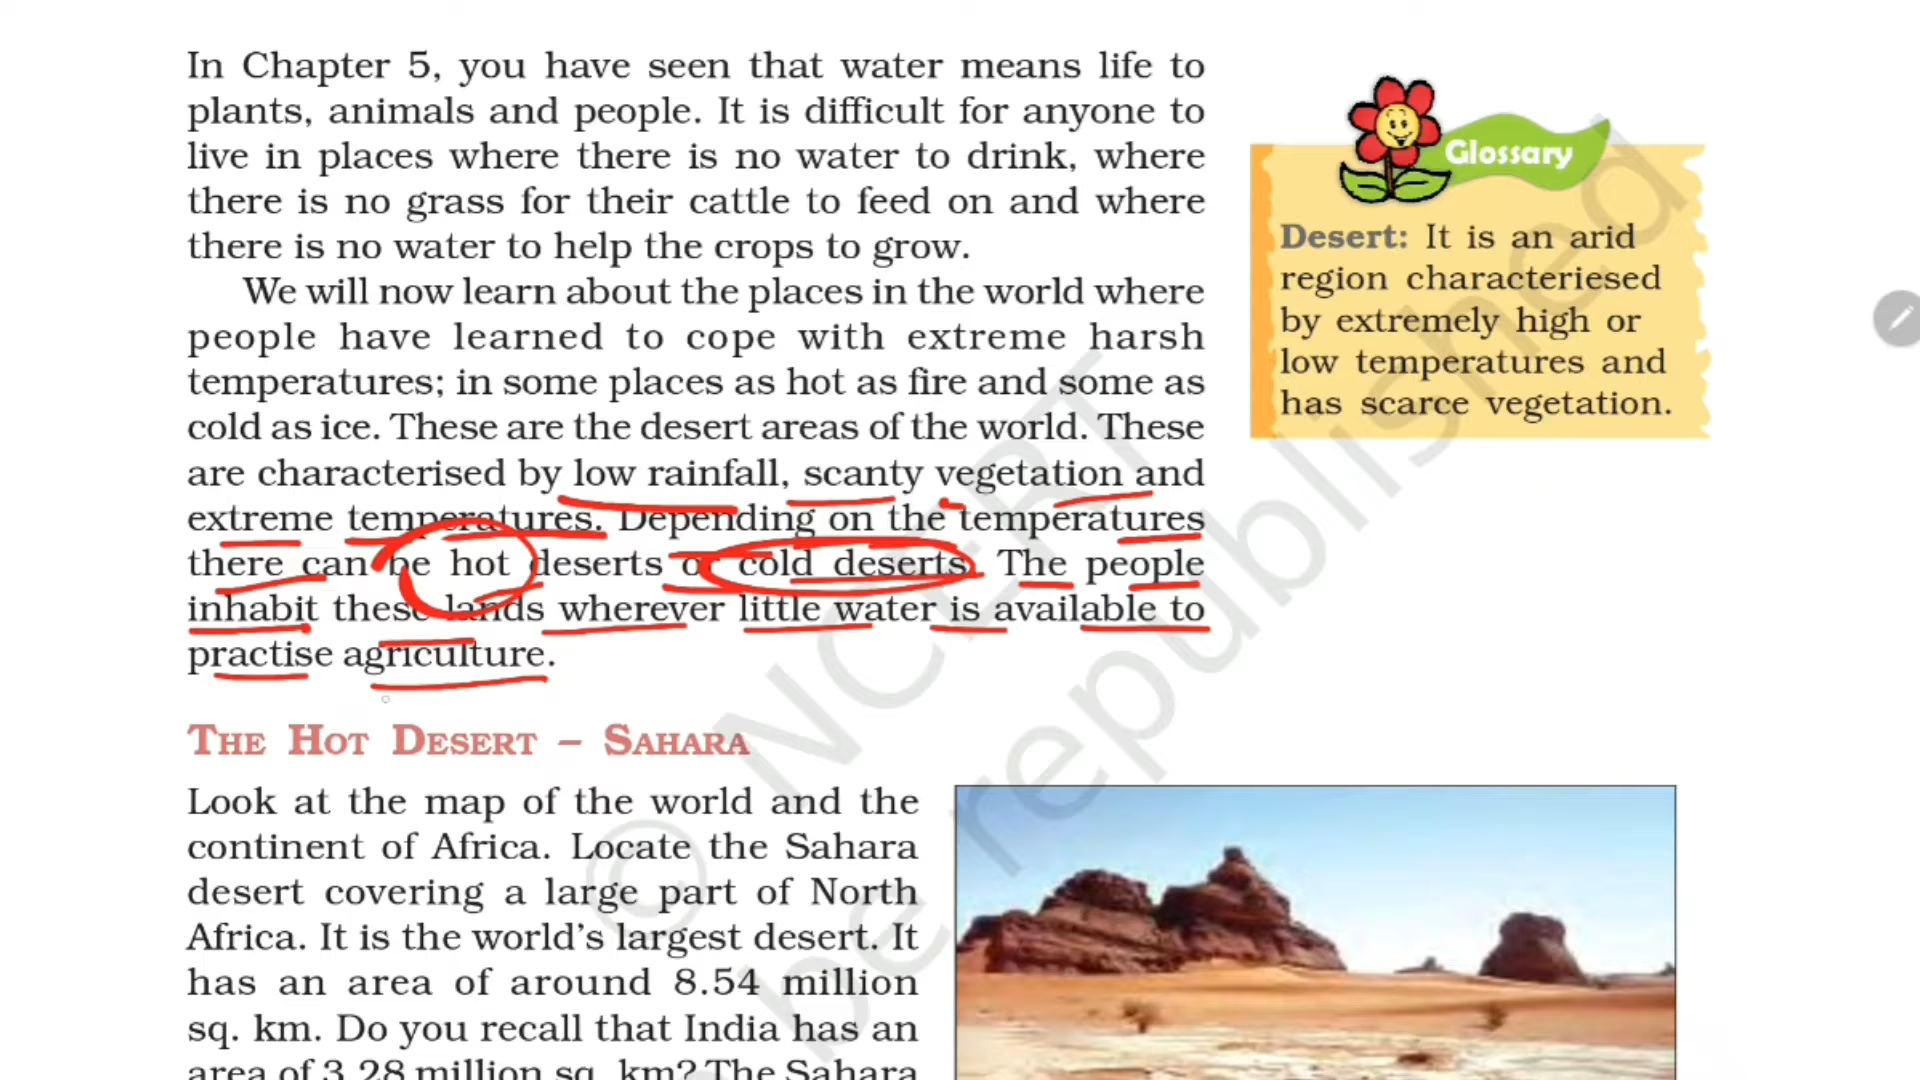 In Chapter 5, you have seen that water means life to
plants, animals and people. It is difficult for anyone to
live in places where there is no water to drink, where
there is no grass for their cattle to feed on and where
there is no water to help the crops to grow.
We will now learn about the places in the world where
people have learned to cope with extreme harsh
temperatures; in some places as hot as fire and some as
cold as ice. These are the desert areas of the world. These
are characterised by low rainfall, scanty vegetation and
extreme temperatures. Depending on the temperatures
there can be hot deserts or cold deserts. The people
inhabit these lands wherever little water is available to
practise agriculture.
Glossary
Desert: It is an arid
region characteriesed
by extremely high or
low temperatures and
has scarce vegetation.
THE HOT DESERT – SAHARA
Look at the map of the world and the
continent of Africa. Locate the Sahara
desert covering a large part of North
Africa. It is the world's largest desert. It
has an area of around 8.54 million
sq. km. Do you recall that India has an
area of 3.28 million sq. km? The Sahara
© NCERT
be republished